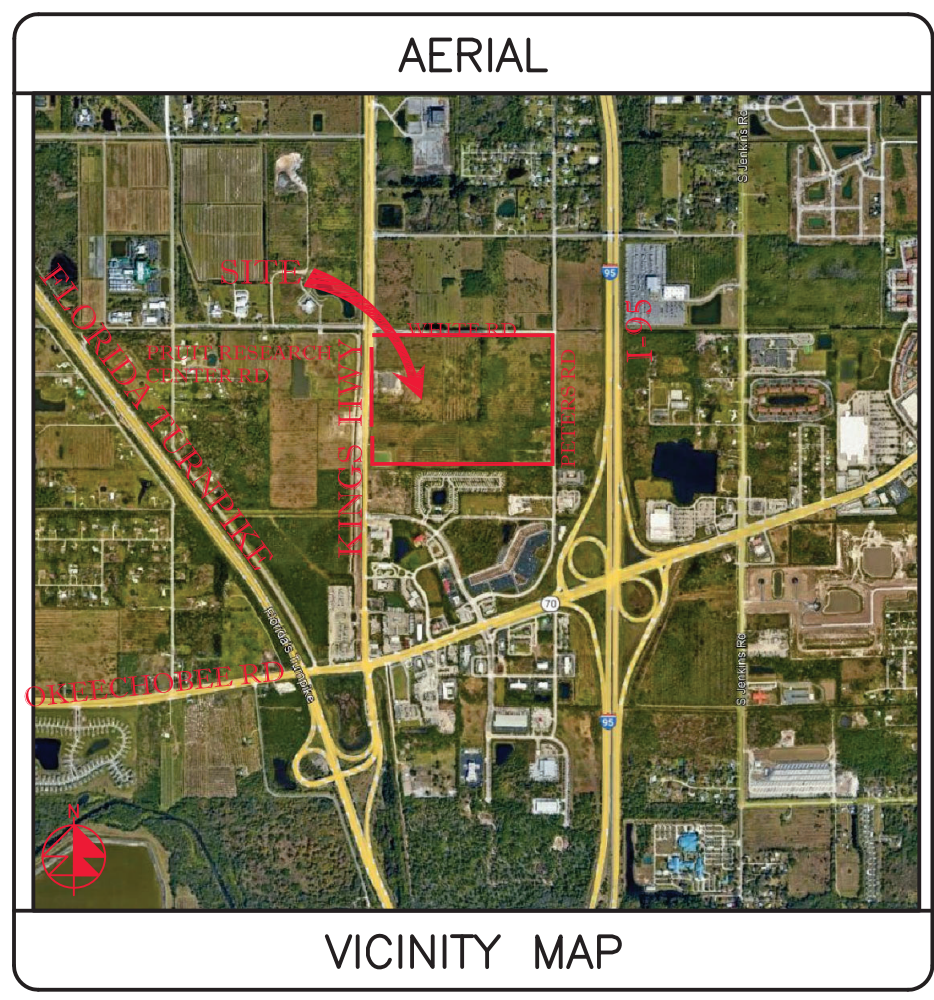 AERIAL
S Jenkins Rd
SITE
95
FLORIDA TURNPIKE
I-95
WHITE RD
FRUIT RESEARCH
CENTER RD
KINGS HWY
PETERS RD
70
Florida's Turnpike
OKEECHOBEE RD
S Jenkins Rd
95
N
VICINITY MAP